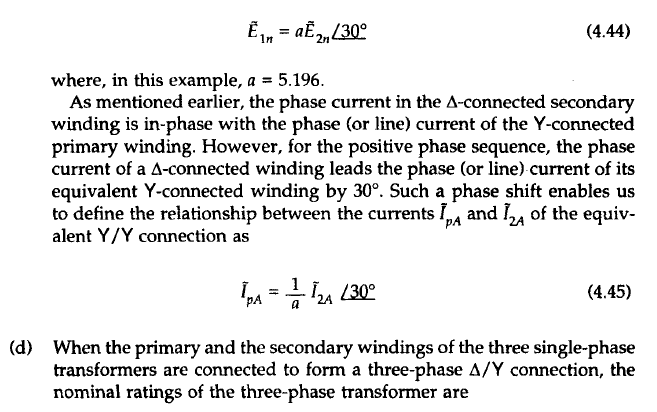 Ẽ₁ₙ = aẼ₂ₙ∠30° (4.44)
where, in this example, a = 5.196.
As mentioned earlier, the phase current in the Δ-connected secondary
winding is in-phase with the phase (or line) current of the Y-connected
primary winding. However, for the positive phase sequence, the phase
current of a Δ-connected winding leads the phase (or line) current of its
equivalent Y-connected winding by 30°. Such a phase shift enables us
to define the relationship between the currents Ĩ_pA and Ĩ_2A of the equiv-
alent Y/Y connection as
Ĩ_pA = 1/a Ĩ_2A ∠30° (4.45)
(d) When the primary and the secondary windings of the three single-phase
transformers are connected to form a three-phase Δ/Y connection, the
nominal ratings of the three-phase transformer are